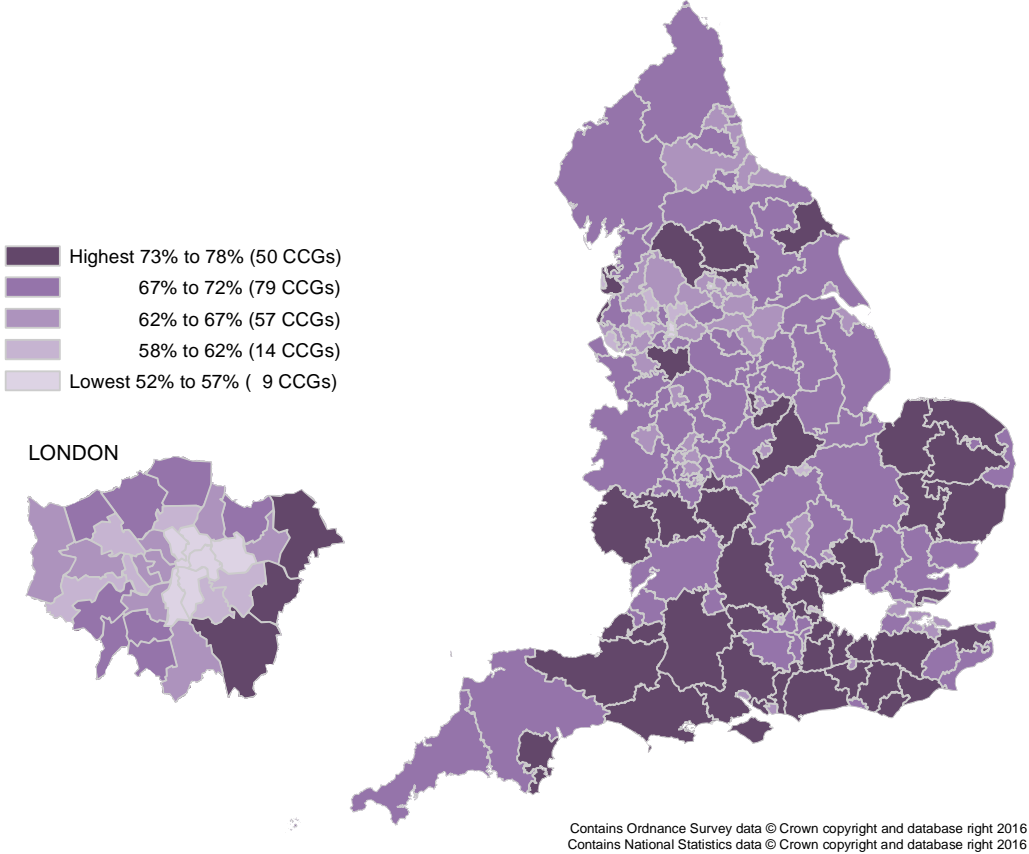 Highest 73% to 78% (50 CCGs)
67% to 72% (79 CCGs)
62% to 67% (57 CCGs)
58% to 62% (14 CCGs)
Lowest 52% to 57% (  9 CCGs)
LONDON
Contains Ordnance Survey data © Crown copyright and database right 2016
Contains National Statistics data © Crown copyright and database right 2016